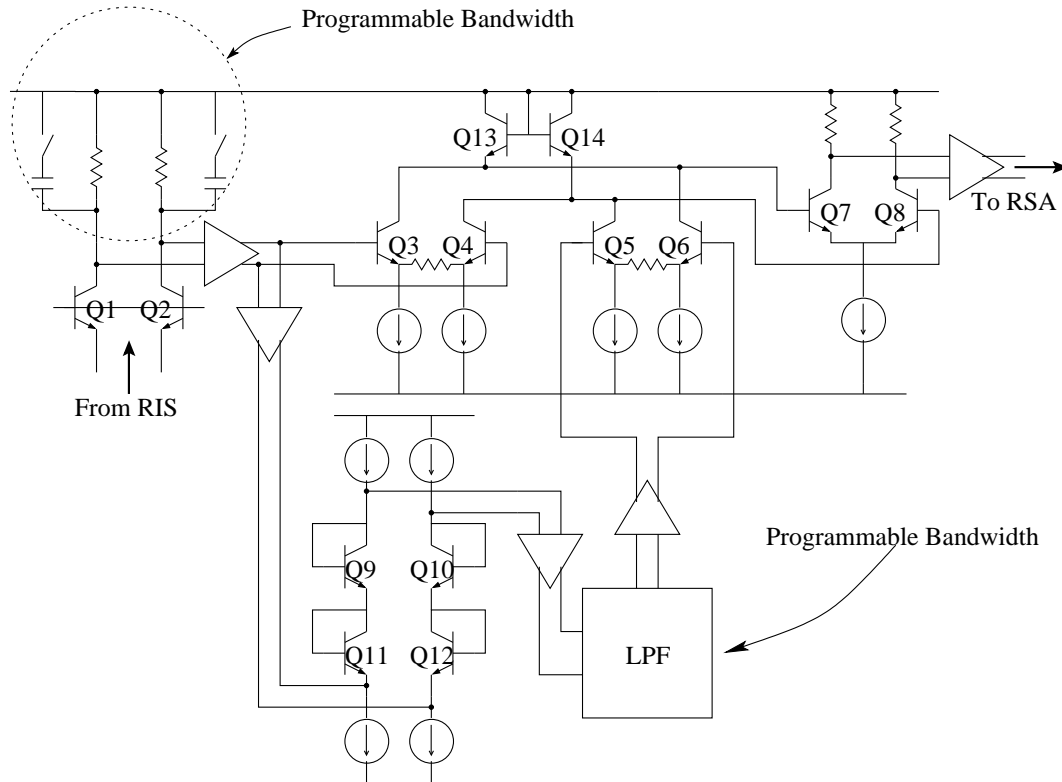 Programmable Bandwidth
Q13
Q14
Q3
Q4
Q5
Q6
Q7
Q8
To RSA
Q1
Q2
From RIS
Programmable Bandwidth
Q9
Q10
Q11
Q12
LPF